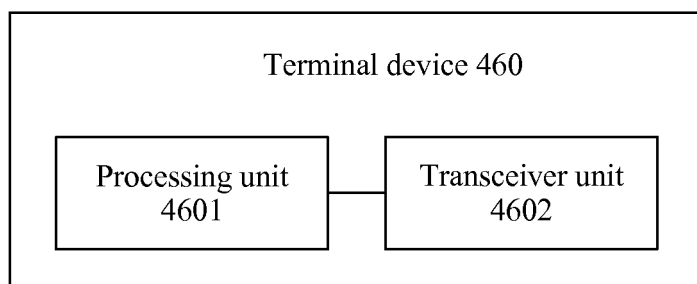 Terminal device 460
Processing unit
4601
Transceiver unit
4602